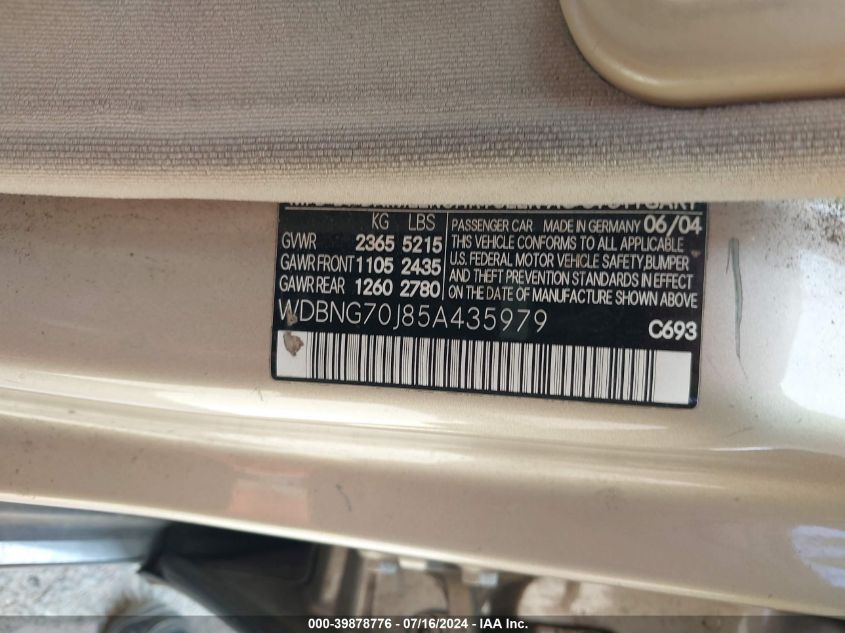 KG LBS
GVWR 2365 5215
GAWR FRONT 1105 2435
GAWR REAR 1260 2780
PASSENGER CAR MADE IN GERMANY 06/04
THIS VEHICLE CONFORMS TO ALL APPLICABLE
U.S. FEDERAL MOTOR VEHICLE SAFETY,BUMPER
AND THEFT PREVENTION STANDARDS IN EFFECT
ON THE DATE OF MANUFACTURE SHOWN ABOVE
WDBNG70J85A435979
C693
000-39878776 - 07/16/2024 - IAA Inc.